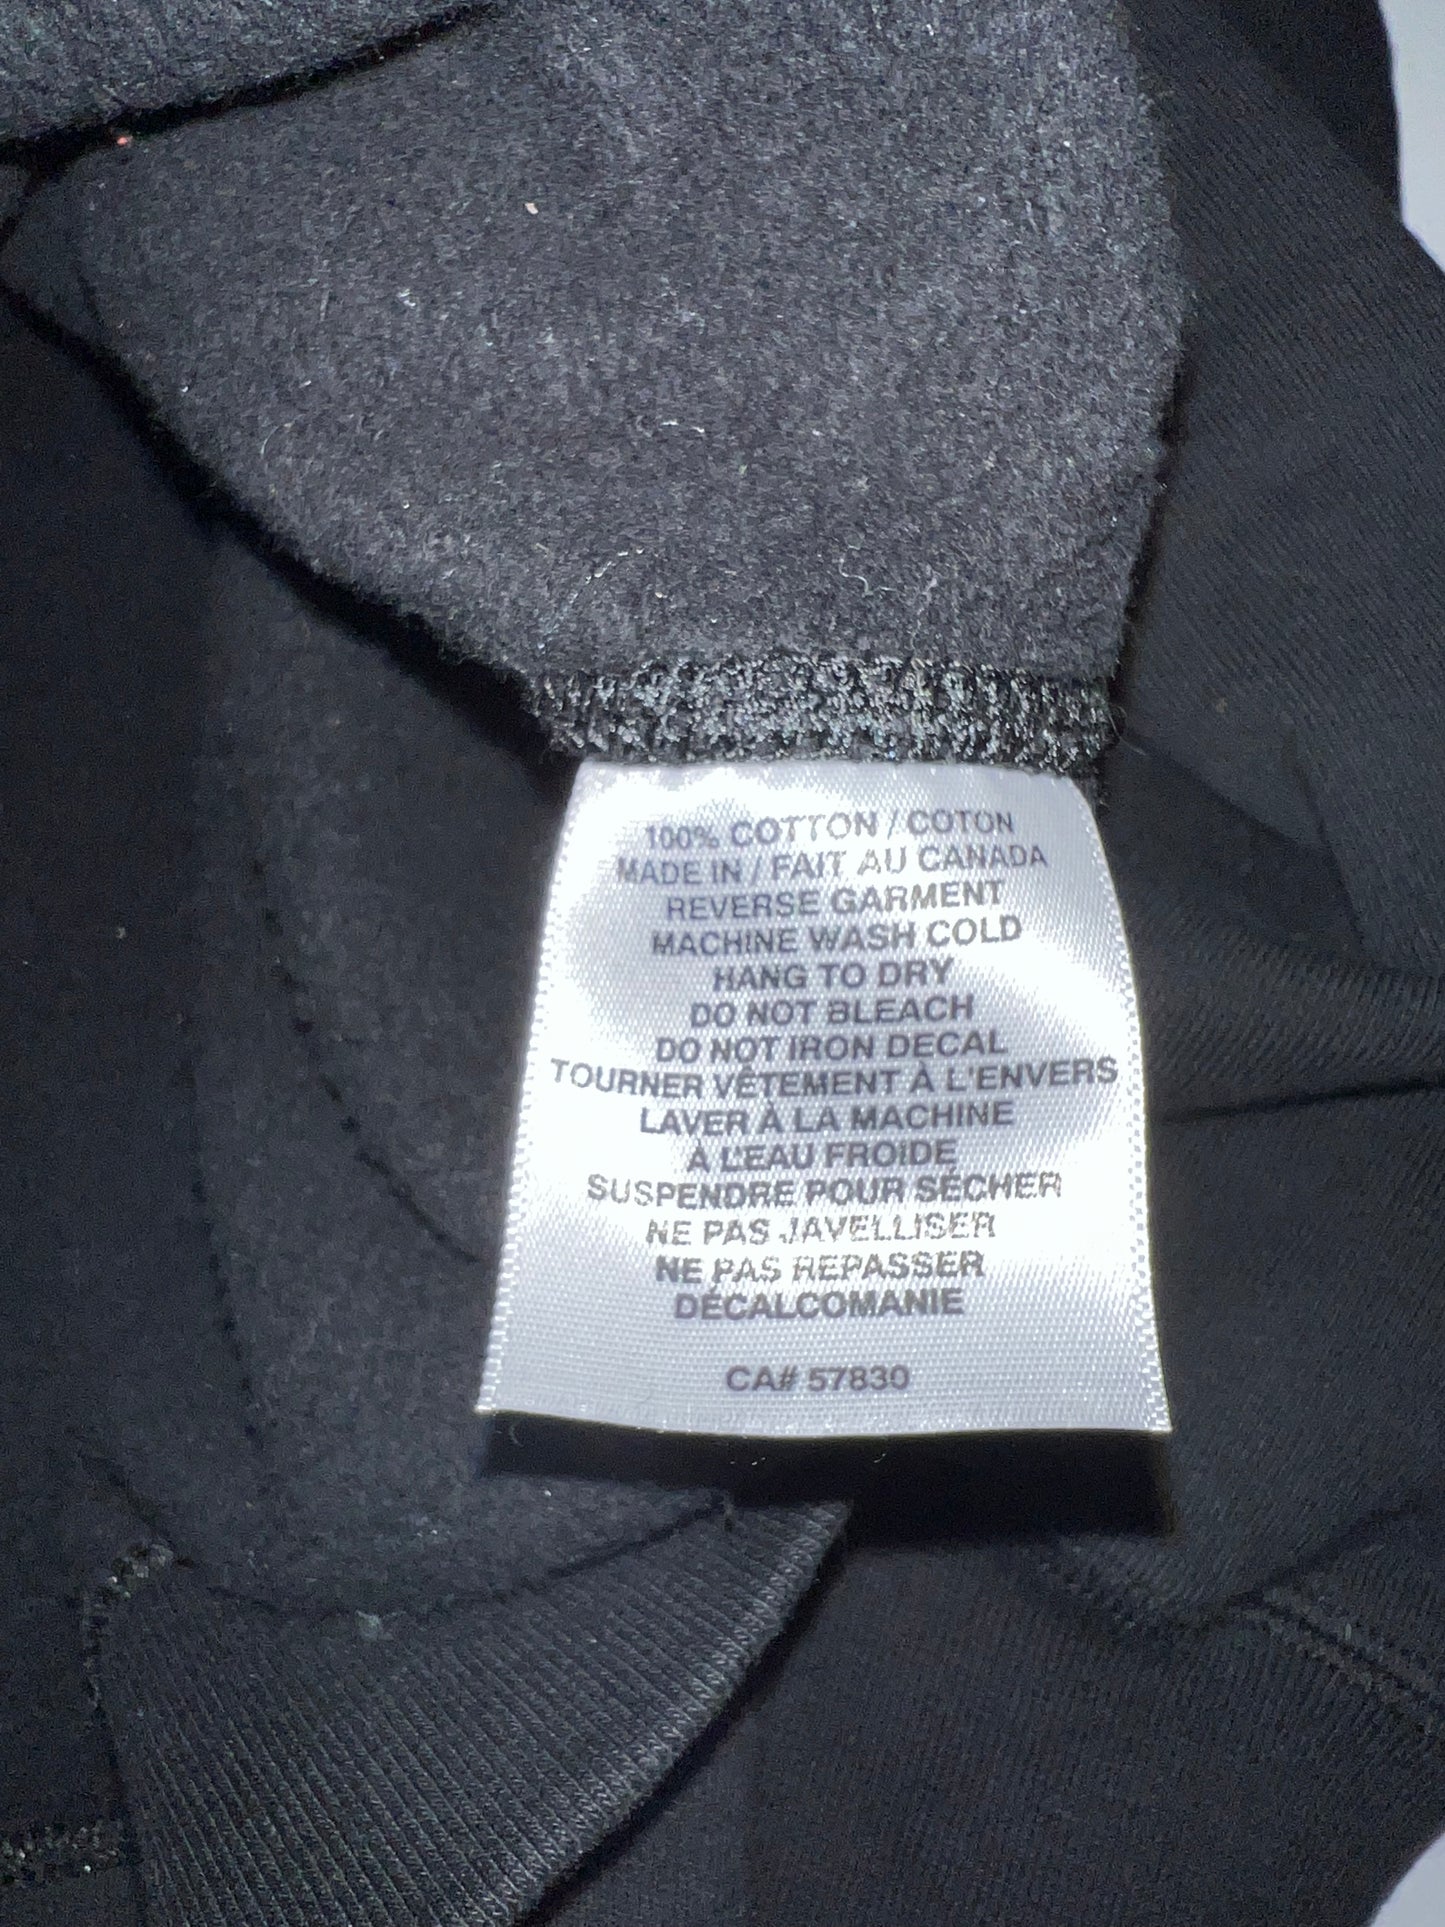 100% COTTON / COTON
MADE IN / FAIT AU CANADA
REVERSE GARMENT
MACHINE WASH COLD
HANG TO DRY
DO NOT BLEACH
DO NOT IRON DECAL
TOURNER VÊTEMENT À L'ENVERS
LAVER À LA MACHINE
À L'EAU FROIDE
SUSPENDRE POUR SÉCHER
NE PAS JAVELLISER
NE PAS REPASSER
DÉCALCOMANIE
CA# 57830